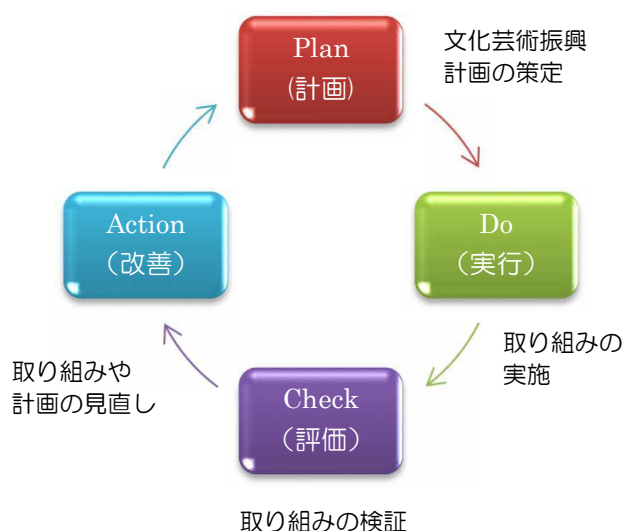 Plan
(計画)
文化芸術振興
計画の策定
Do
（実行）
取り組みの
実施
Check
（評価）
取り組みの検証
Action
（改善）
取り組みや
計画の見直し